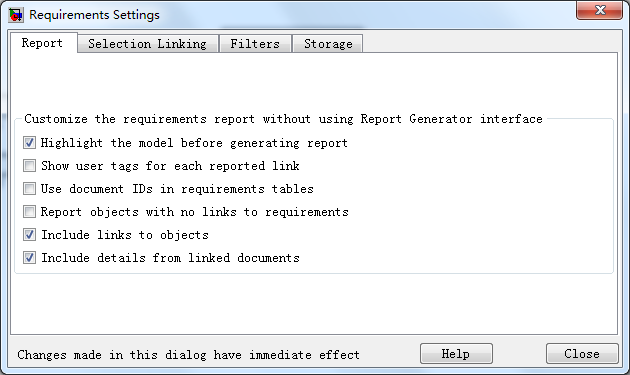 Requirements Settings
Report
Selection Linking
Filters
Storage
Customize the requirements report without using Report Generator interface
Highlight the model before generating report
Show user tags for each reported link
Use document IDs in requirements tables
Report objects with no links to requirements
Include links to objects
Include details from linked documents
Changes made in this dialog have immediate effect
Help
Close